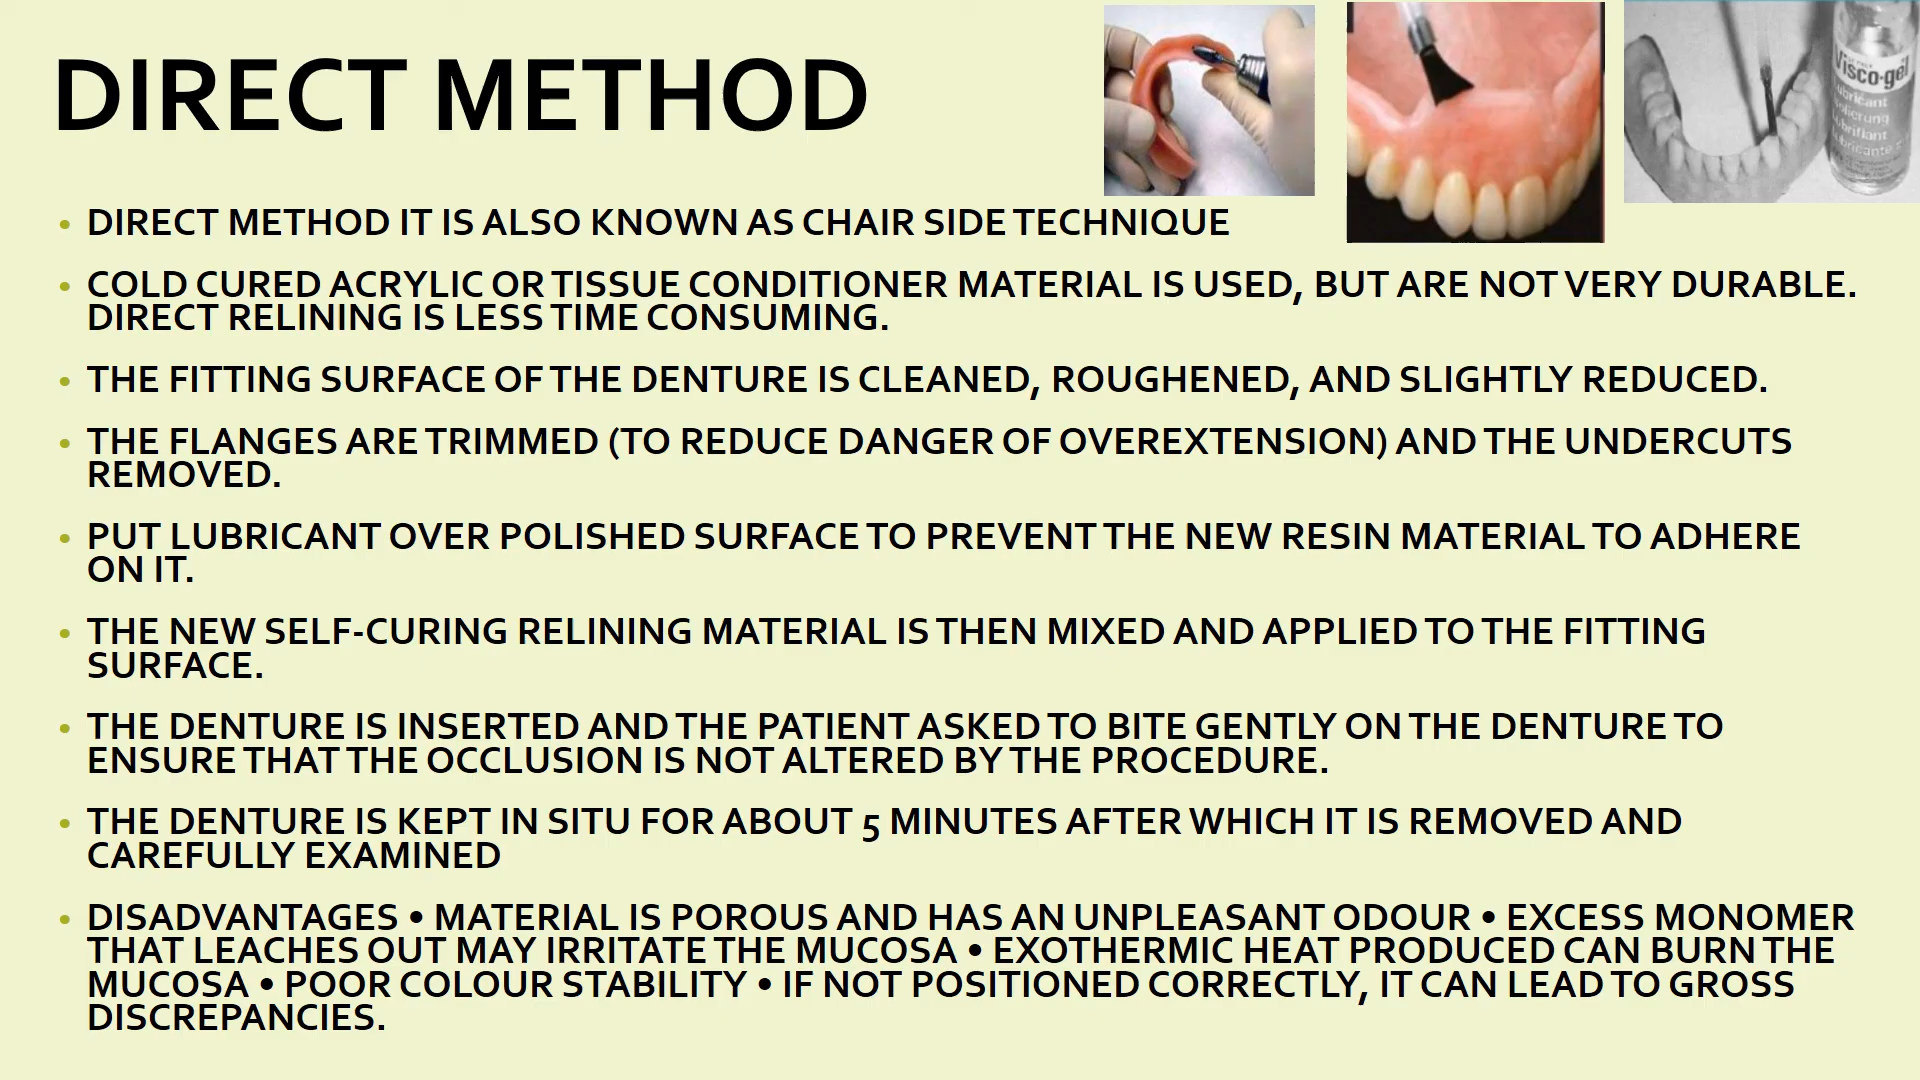 DIRECT METHOD
Visco-gel
Lubricant
• DIRECT METHOD IT IS ALSO KNOWN AS CHAIR SIDE TECHNIQUE
• COLD CURED ACRYLIC OR TISSUE CONDITIONER MATERIAL IS USED, BUT ARE NOT VERY DURABLE.
DIRECT RELINING IS LESS TIME CONSUMING.
• THE FITTING SURFACE OF THE DENTURE IS CLEANED, ROUGHENED, AND SLIGHTLY REDUCED.
• THE FLANGES ARE TRIMMED (TO REDUCE DANGER OF OVEREXTENSION) AND THE UNDERCUTS
REMOVED.
• PUT LUBRICANT OVER POLISHED SURFACE TO PREVENT THE NEW RESIN MATERIAL TO ADHERE
ON IT.
• THE NEW SELF-CURING RELINING MATERIAL IS THEN MIXED AND APPLIED TO THE FITTING
SURFACE.
• THE DENTURE IS INSERTED AND THE PATIENT ASKED TO BITE GENTLY ON THE DENTURE TO
ENSURE THAT THE OCCLUSION IS NOT ALTERED BY THE PROCEDURE.
• THE DENTURE IS KEPT IN SITU FOR ABOUT 5 MINUTES AFTER WHICH IT IS REMOVED AND
CAREFULLY EXAMINED
• DISADVANTAGES • MATERIAL IS POROUS AND HAS AN UNPLEASANT ODOUR • EXCESS MONOMER
THAT LEACHES OUT MAY IRRITATE THE MUCOSA • EXOTHERMIC HEAT PRODUCED CAN BURN THE
MUCOSA • POOR COLOUR STABILITY • IF NOT POSITIONED CORRECTLY, IT CAN LEAD TO GROSS
DISCREPANCIES.